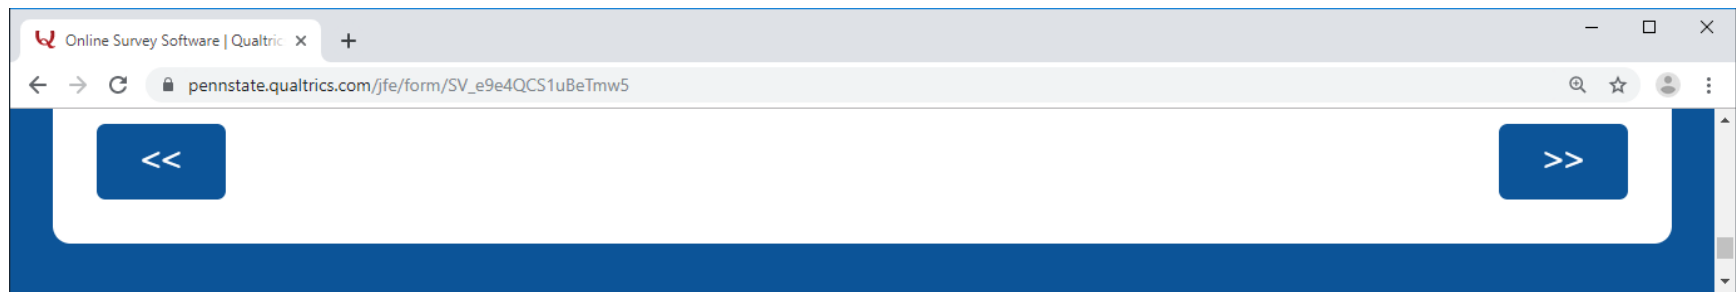 Online Survey Software | Qualtric
pennstate.qualtrics.com/jfe/form/SV_e9e4QCS1uBeTmw5
<< >>